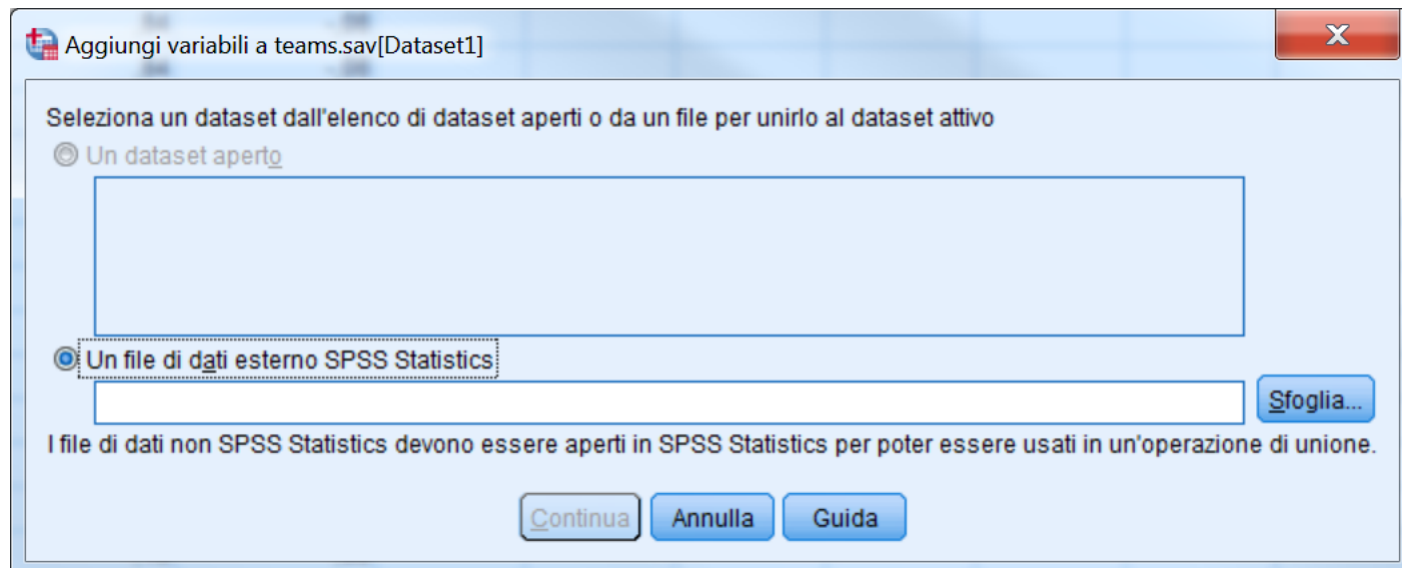 Aggiungi variabili a teams.sav[Dataset1]
Seleziona un dataset dall'elenco di dataset aperti o da un file per unirlo al dataset attivo
Un dataset aperto
Un file di dati esterno SPSS Statistics
Sfoglia...
I file di dati non SPSS Statistics devono essere aperti in SPSS Statistics per poter essere usati in un'operazione di unione.
Continua Annulla Guida